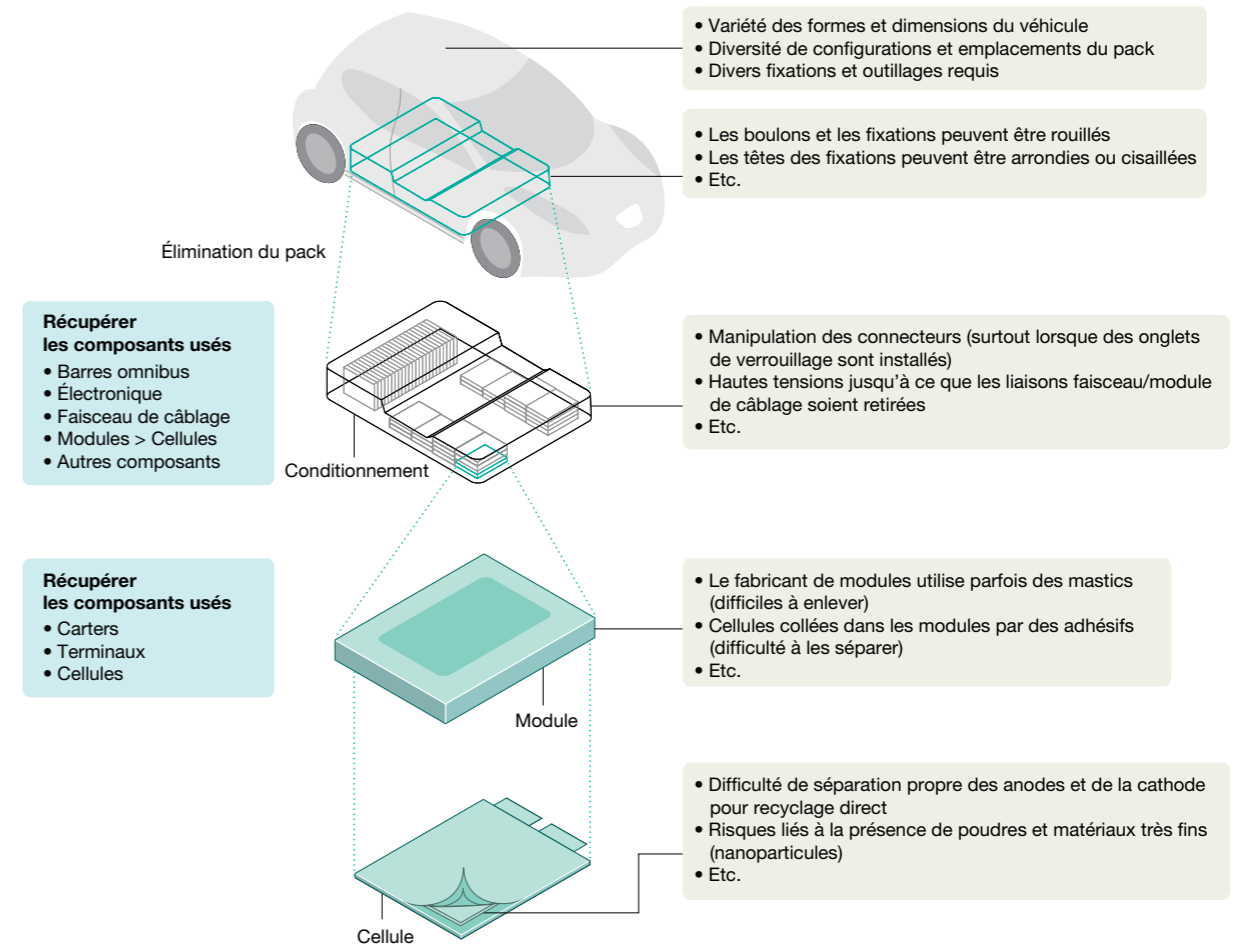 • Variété des formes et dimensions du véhicule
• Diversité de configurations et emplacements du pack
• Divers fixations et outillages requis
• Les boulons et les fixations peuvent être rouillés
• Les têtes des fixations peuvent être arrondies ou cisaillées
• Etc.
Élimination du pack
Récupérer
les composants usés
• Barres omnibus
• Électronique
• Faisceau de câblage
• Modules > Cellules
• Autres composants
Conditionnement
• Manipulation des connecteurs (surtout lorsque des onglets
de verrouillage sont installés)
• Hautes tensions jusqu’à ce que les liaisons faisceau/module
de câblage soient retirées
• Etc.
Récupérer
les composants usés
• Carters
• Terminaux
• Cellules
• Le fabricant de modules utilise parfois des mastics
(difficiles à enlever)
• Cellules collées dans les modules par des adhésifs
(difficulté à les séparer)
• Etc.
Module
• Difficulté de séparation propre des anodes et de la cathode
pour recyclage direct
• Risques liés à la présence de poudres et matériaux très fins
(nanoparticules)
• Etc.
Cellule